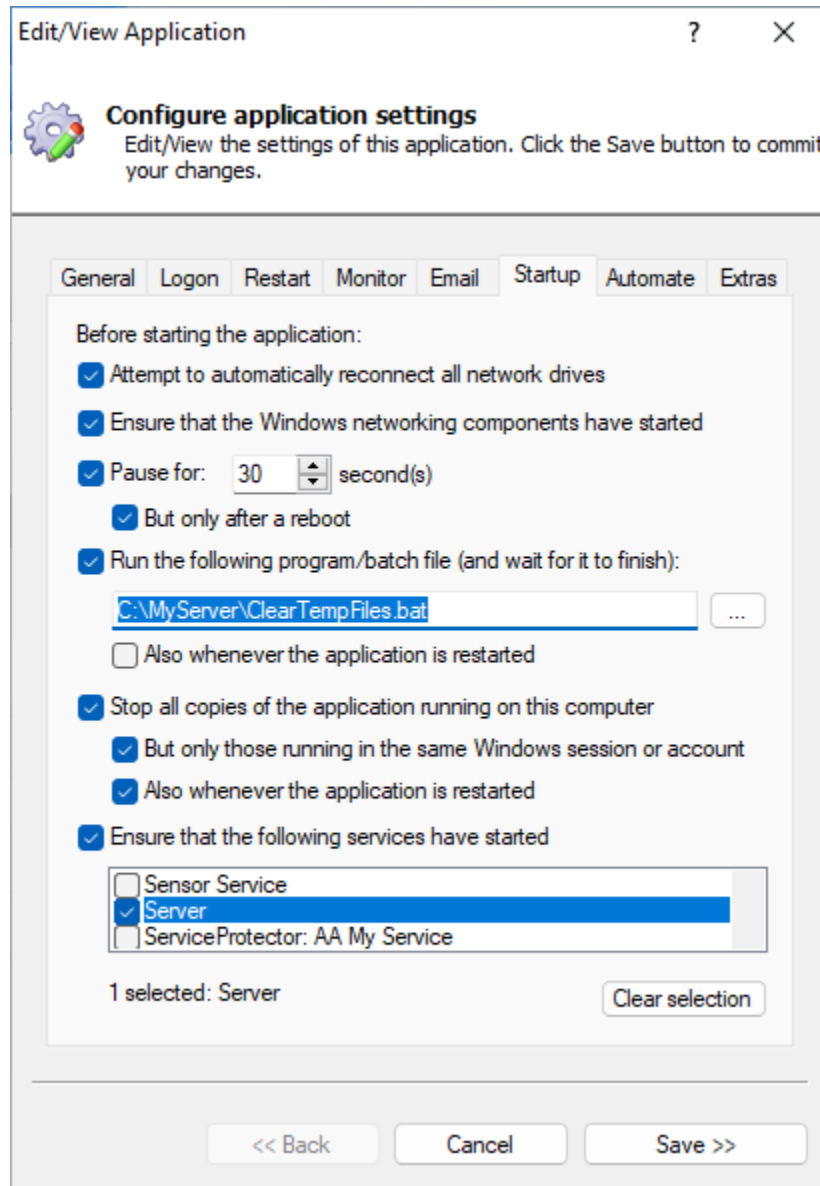 Edit/View Application
?
Configure application settings
Edit/View the settings of this application. Click the Save button to commit
your changes.
General Logon Restart Monitor Email Startup Automate Extras
Before starting the application:
Attempt to automatically reconnect all network drives
Ensure that the Windows networking components have started
Pause for: 30 second(s)
But only after a reboot
Run the following program/batch file (and wait for it to finish):
C:\MyServer\ClearTempFiles.bat ...
Also whenever the application is restarted
Stop all copies of the application running on this computer
But only those running in the same Windows session or account
Also whenever the application is restarted
Ensure that the following services have started
Sensor Service
Server
ServiceProtector: AA My Service
1 selected: Server Clear selection
<< Back Cancel Save >>